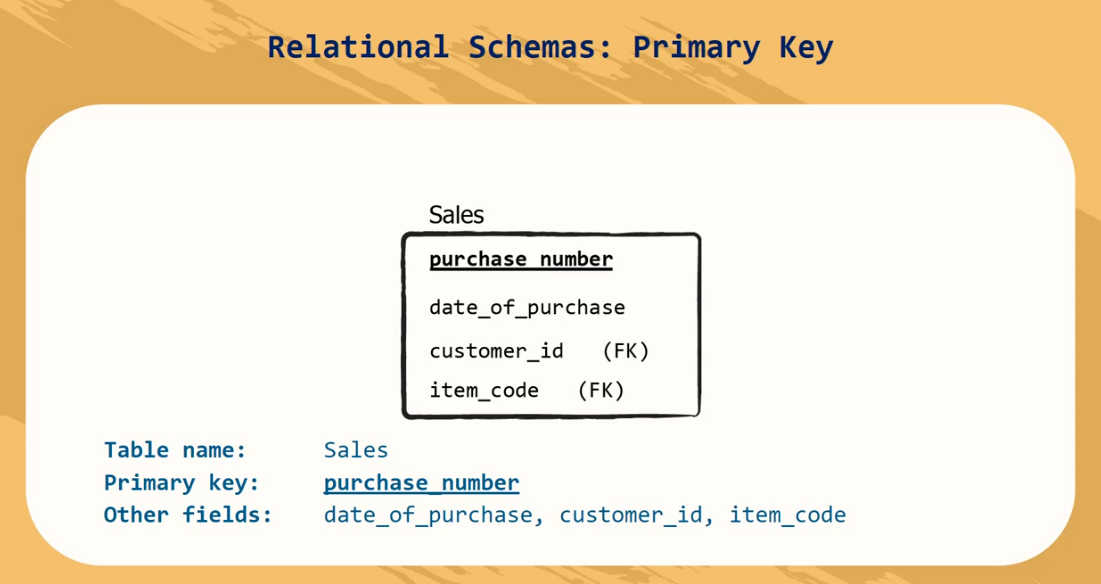 Relational Schemas: Primary Key
Sales
purchase_number
date_of_purchase
customer_id (FK)
item_code (FK)
Table name: Sales
Primary key: purchase_number
Other fields: date_of_purchase, customer_id, item_code